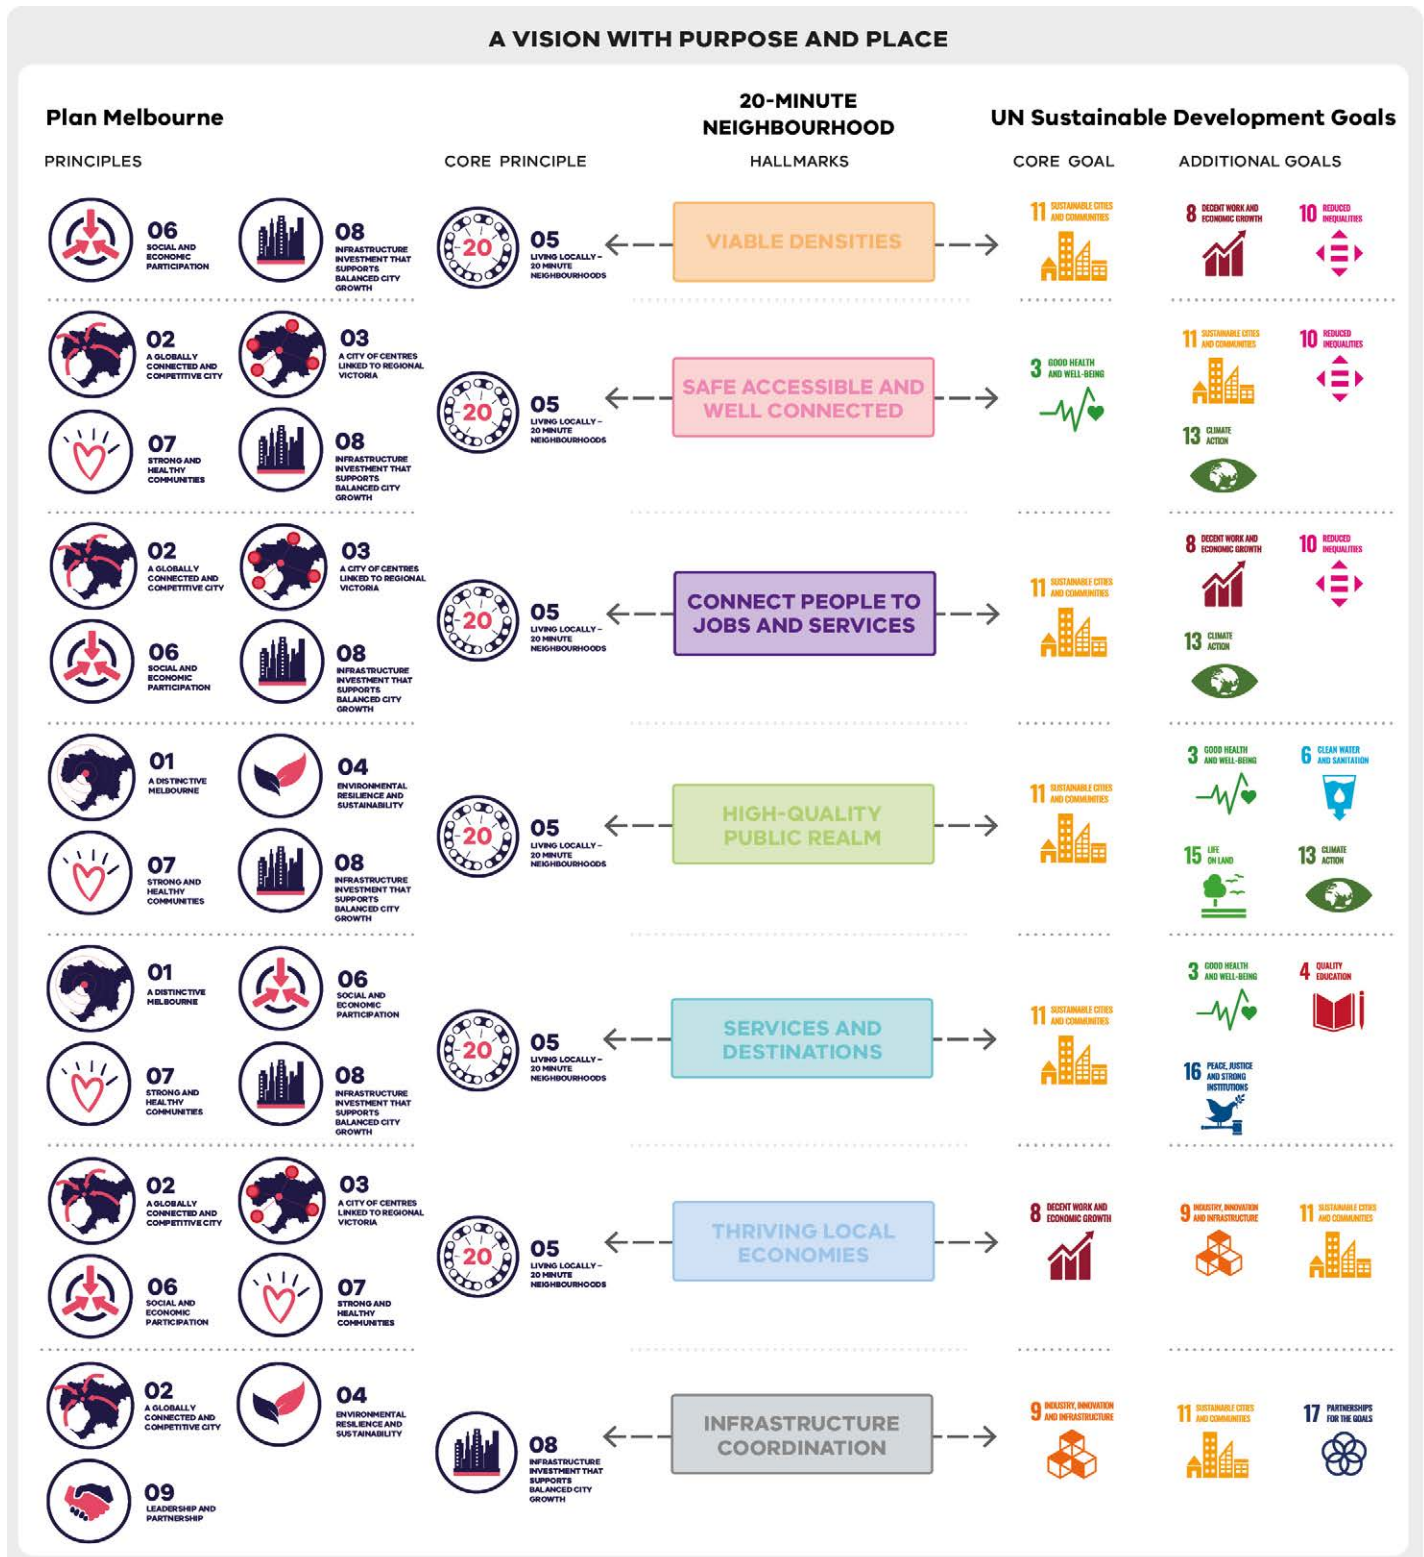 A VISION WITH PURPOSE AND PLACE
Plan Melbourne
20-MINUTE
NEIGHBOURHOOD
UN Sustainable Development Goals
PRINCIPLES
CORE PRINCIPLE
HALLMARKS
CORE GOAL
ADDITIONAL GOALS
06
SOCIAL AND
ECONOMIC
PARTICIPATION
08
INFRASTRUCTURE
INVESTMENT THAT
SUPPORTS
BALANCED CITY
GROWTH
20
05
LIVING LOCALLY –
20 MINUTE
NEIGHBOURHOODS
VIABLE DENSITIES
11 SUSTAINABLE CITIES
AND COMMUNITIES
8 DECENT WORK AND
ECONOMIC GROWTH
10 REDUCED
INEQUALITIES
02
A GLOBALLY
CONNECTED AND
COMPETITIVE CITY
03
A CITY OF CENTRES
LINKED TO REGIONAL
VICTORIA
07
STRONG AND
HEALTHY
COMMUNITIES
08
INFRASTRUCTURE
INVESTMENT THAT
SUPPORTS
BALANCED CITY
GROWTH
20
05
LIVING LOCALLY –
20 MINUTE
NEIGHBOURHOODS
SAFE ACCESSIBLE AND
WELL CONNECTED
3 GOOD HEALTH
AND WELL-BEING
11 SUSTAINABLE CITIES
AND COMMUNITIES
10 REDUCED
INEQUALITIES
13 CLIMATE
ACTION
02
A GLOBALLY
CONNECTED AND
COMPETITIVE CITY
03
A CITY OF CENTRES
LINKED TO REGIONAL
VICTORIA
06
SOCIAL AND
ECONOMIC
PARTICIPATION
08
INFRASTRUCTURE
INVESTMENT THAT
SUPPORTS
BALANCED CITY
GROWTH
20
05
LIVING LOCALLY –
20 MINUTE
NEIGHBOURHOODS
CONNECT PEOPLE TO
JOBS AND SERVICES
11 SUSTAINABLE CITIES
AND COMMUNITIES
8 DECENT WORK AND
ECONOMIC GROWTH
10 REDUCED
INEQUALITIES
13 CLIMATE
ACTION
01
A DISTINCTIVE
MELBOURNE
04
ENVIRONMENTAL
RESILIENCE AND
SUSTAINABILITY
07
STRONG AND
HEALTHY
COMMUNITIES
08
INFRASTRUCTURE
INVESTMENT THAT
SUPPORTS
BALANCED CITY
GROWTH
20
05
LIVING LOCALLY –
20 MINUTE
NEIGHBOURHOODS
HIGH-QUALITY
PUBLIC REALM
11 SUSTAINABLE CITIES
AND COMMUNITIES
3 GOOD HEALTH
AND WELL-BEING
6 CLEAN WATER
AND SANITATION
15 LIFE
ON LAND
13 CLIMATE
ACTION
01
A DISTINCTIVE
MELBOURNE
06
SOCIAL AND
ECONOMIC
PARTICIPATION
07
STRONG AND
HEALTHY
COMMUNITIES
08
INFRASTRUCTURE
INVESTMENT THAT
SUPPORTS
BALANCED CITY
GROWTH
20
05
LIVING LOCALLY –
20 MINUTE
NEIGHBOURHOODS
SERVICES AND
DESTINATIONS
11 SUSTAINABLE CITIES
AND COMMUNITIES
3 GOOD HEALTH
AND WELL-BEING
4 QUALITY
EDUCATION
16 PEACE, JUSTICE
AND STRONG
INSTITUTIONS
02
A GLOBALLY
CONNECTED AND
COMPETITIVE CITY
03
A CITY OF CENTRES
LINKED TO REGIONAL
VICTORIA
06
SOCIAL AND
ECONOMIC
PARTICIPATION
07
STRONG AND
HEALTHY
COMMUNITIES
20
05
LIVING LOCALLY –
20 MINUTE
NEIGHBOURHOODS
THRIVING LOCAL
ECONOMIES
8 DECENT WORK AND
ECONOMIC GROWTH
9 INDUSTRY, INNOVATION
AND INFRASTRUCTURE
11 SUSTAINABLE CITIES
AND COMMUNITIES
02
A GLOBALLY
CONNECTED AND
COMPETITIVE CITY
04
ENVIRONMENTAL
RESILIENCE AND
SUSTAINABILITY
09
LEADERSHIP AND
PARTNERSHIP
08
INFRASTRUCTURE
INVESTMENT THAT
SUPPORTS
BALANCED CITY
GROWTH
INFRASTRUCTURE
COORDINATION
9 INDUSTRY, INNOVATION
AND INFRASTRUCTURE
11 SUSTAINABLE CITIES
AND COMMUNITIES
17 PARTNERSHIPS
FOR THE GOALS